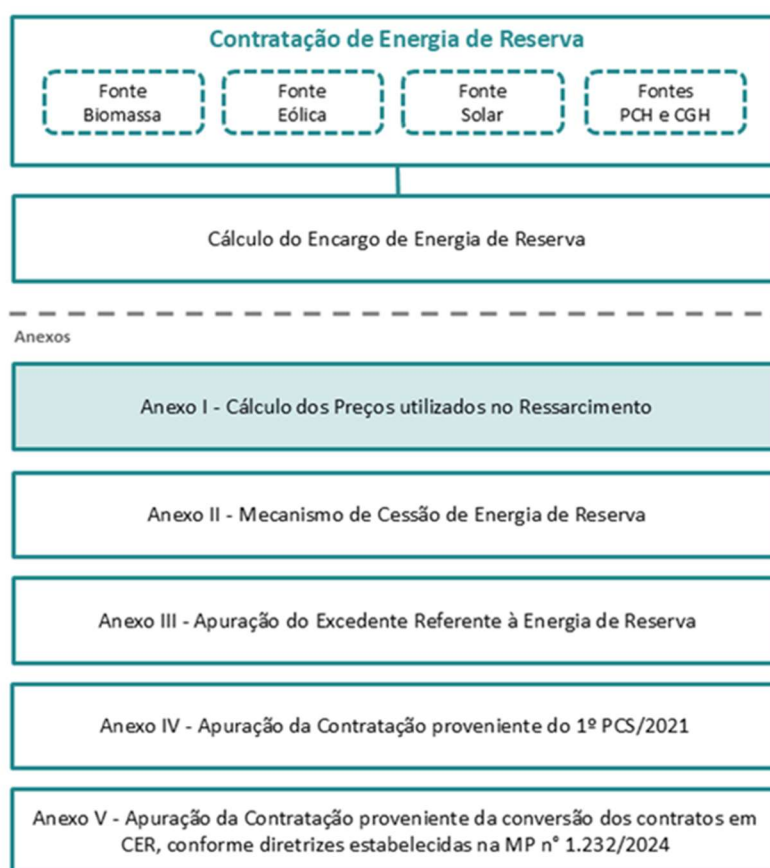 Contratação de Energia de Reserva
Fonte
Biomassa
Fonte
Eólica
Fonte
Solar
Fontes
PCH e CGH
Cálculo do Encargo de Energia de Reserva
Anexos
Anexo I - Cálculo dos Preços utilizados no Ressarcimento
Anexo II - Mecanismo de Cessão de Energia de Reserva
Anexo III - Apuração do Excedente Referente à Energia de Reserva
Anexo IV - Apuração da Contratação proveniente do 1º PCS/2021
Anexo V - Apuração da Contratação proveniente da conversão dos contratos em
CER, conforme diretrizes estabelecidas na MP n° 1.232/2024